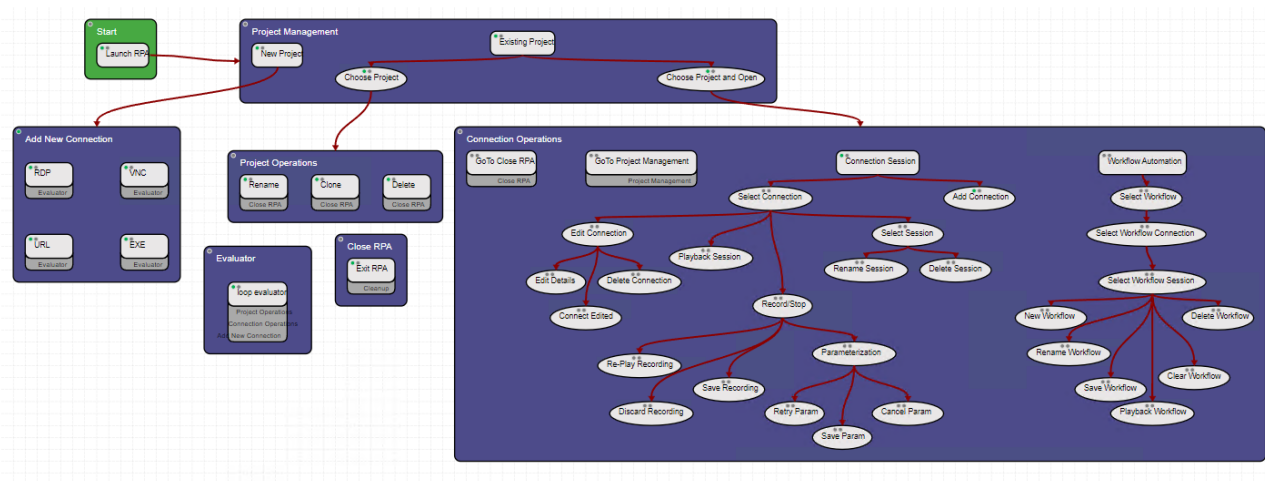 Start
Launch RPA
Project Management
New Project
Existing Project
Choose Project
Choose Project and Open
Add New Connection
RDP
Evaluator
VNC
Evaluator
URL
Evaluator
EXE
Evaluator
Project Operations
Rename
Close RPA
Clone
Close RPA
Delete
Close RPA
Evaluator
loop evaluator
Project Operations
Connection Operations
Add New Connection
Close RPA
Exit RPA
Cleanup
Connection Operations
GoTo Close RPA
Close RPA
GoTo Project Management
Project Management
Connection Session
Workflow Automation
Select Connection
Add Connection
Select Workflow
Edit Connection
Select Session
Select Workflow Connection
Playback Session
Rename Session
Delete Session
Edit Details
Delete Connection
Select Workflow Session
Connect Edited
Record/Stop
New Workflow
Delete Workflow
Re-Play Recording
Parameterization
Rename Workflow
Save Recording
Clear Workflow
Save Workflow
Discard Recording
Retry Param
Cancel Param
Playback Workflow
Save Param